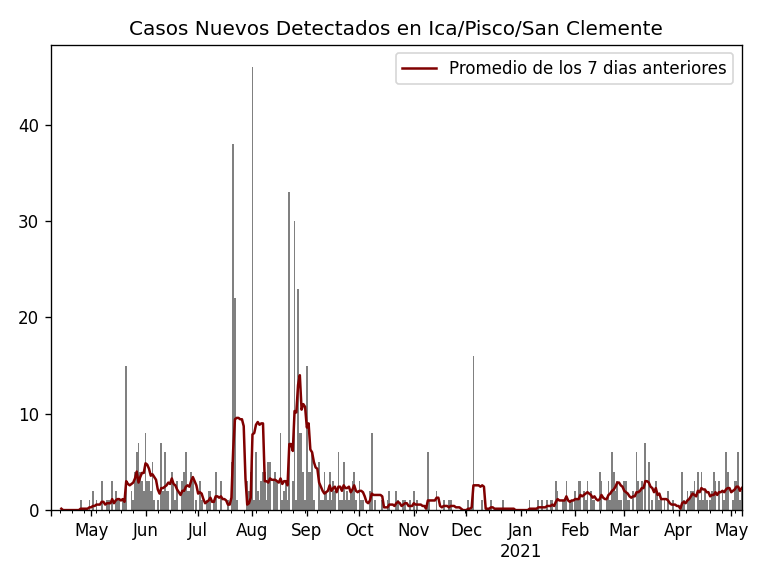 Casos Nuevos Detectados en Ica/Pisco/San Clemente
Promedio de los 7 dias anteriores
40
30
20
10
0
May Jun Jul Aug Sep Oct Nov Dec Jan Feb Mar Apr May
2021